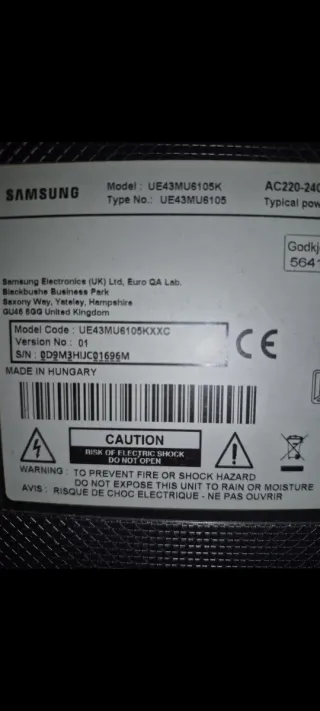 SAMSUNG
Model : UE43MU6105K
Type No.: UE43MU6105
AC220-240
Typical pow
Godkj
5641
Samsung Electronics (UK) Ltd, Euro QA Lab.
Blackbushe Business Park
Saxony Way, Yateley, Hampshire
GU46 6GG United Kingdom
Model Code : UE43MU6105KXXC
Version No : 01
S/N : 0D9M3HIJC01696M
CE
MADE IN HUNGARY
CAUTION
RISK OF ELECTRIC SHOCK
DO NOT OPEN
WARNING : TO PREVENT FIRE OR SHOCK HAZARD
DO NOT EXPOSE THIS UNIT TO RAIN OR MOISTURE
AVIS : RISQUE DE CHOC ELECTRIQUE - NE PAS OUVRIR